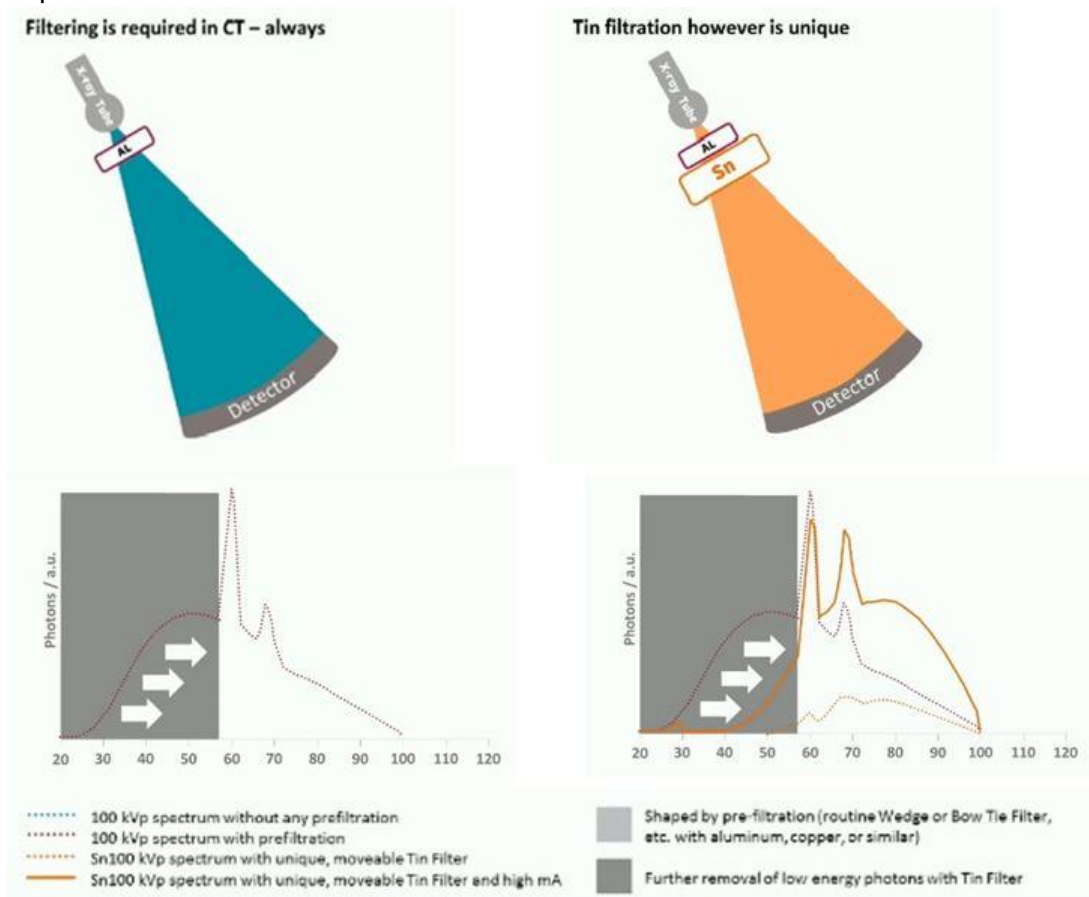 Filtering is required in CT – always
Tin filtration however is unique
X-ray Tube
AL
Detector
X-ray Tube
AL
Sn
Detector
Photons / a.u.
20 30 40 50 60 70 80 90 100 110 120
Photons / a.u.
20 30 40 50 60 70 80 90 100 110 120
100 kVp spectrum without any prefiltration
100 kVp spectrum with prefiltration
Sn100 kVp spectrum with unique, moveable Tin Filter
Sn100 kVp spectrum with unique, moveable Tin Filter and high mA
Shaped by pre-filtration (routine Wedge or Bow Tie Filter,
etc. with aluminum, copper, or similar)
Further removal of low energy photons with Tin Filter